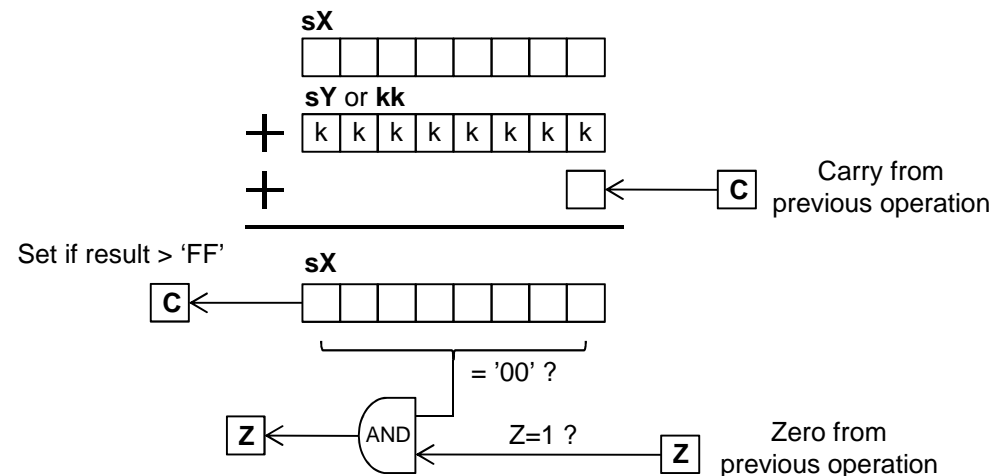 sX
sY or kk
+ k k k k k k k k
+
C
Carry from
previous operation
Set if result > ‘FF’
sX
C
= ’00’ ?
Z
AND
Z=1 ?
Z
Zero from
previous operation